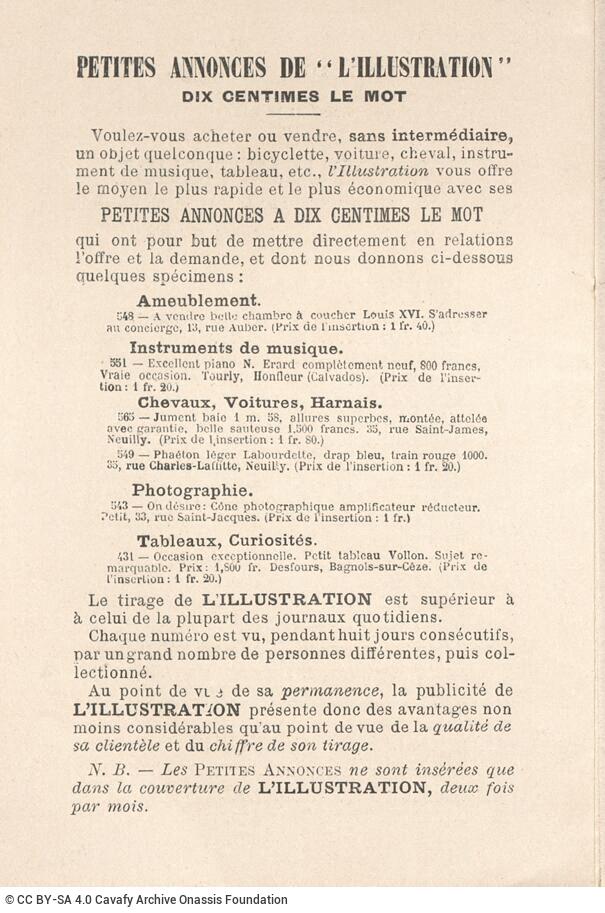 PETITES ANNONCES DE "L'ILLUSTRATION"
DIX CENTIMES LE MOT
Voulez-vous acheter ou vendre, sans intermédiaire,
un objet quelconque : bicyclette, voiture, cheval, instru-
ment de musique, tableau, etc., l'Illustration vous offre
le moyen le plus rapide et le plus économique avec ses
PETITES ANNONCES A DIX CENTIMES LE MOT
qui ont pour but de mettre directement en relations
l'offre et la demande, et dont nous donnons ci-dessous
quelques spécimens :
Ameublement.
548 — A vendre belle chambre à coucher Louis XVI. S'adresser
au concierge, 13, rue Auber. (Prix de l'insertion : 1 fr. 40.)
Instruments de musique.
551 — Excellent piano N. Erard complètement neuf, 800 francs,
Vraie occasion. Tourly, Honfleur (Calvados). (Prix de l'inser-
tion : 1 fr. 20.)
Chevaux, Voitures, Harnais.
565 — Jument baie 1 m. 58, allures superbes, montée, attelée
avec garantie, belle sauteuse 1,500 francs. 35, rue Saint-James,
Neuilly. (Prix de l'insertion : 1 fr. 80.)
549 — Phaéton léger Labourdette, drap bleu, train rouge 1000.
35, rue Charles-Laffitte, Neuilly. (Prix de l'insertion : 1 fr. 20.)
Photographie.
543 — On désire : Cône photographique amplificateur réducteur.
Petit, 33, rue Saint-Jacques. (Prix de l'insertion : 1 fr.)
Tableaux, Curiosités.
431 — Occasion exceptionnelle. Petit tableau Vollon. Sujet re-
marquable. Prix : 1,800 fr. Desfours, Bagnols-sur-Cèze. (Prix de
l'insertion : 1 fr. 20.)
Le tirage de L'ILLUSTRATION est supérieur à
à celui de la plupart des journaux quotidiens.
Chaque numéro est vu, pendant huit jours consécutifs,
par un grand nombre de personnes différentes, puis col-
lectionné.
Au point de vue de sa permanence, la publicité de
L'ILLUSTRATION présente donc des avantages non
moins considérables qu'au point de vue de la qualité de
sa clientèle et du chiffre de son tirage.
N. B. — Les PETITES ANNONCES ne sont insérées que
dans la couverture de L'ILLUSTRATION, deux fois
par mois.
© CC BY-SA 4.0 Cavafy Archive Onassis Foundation